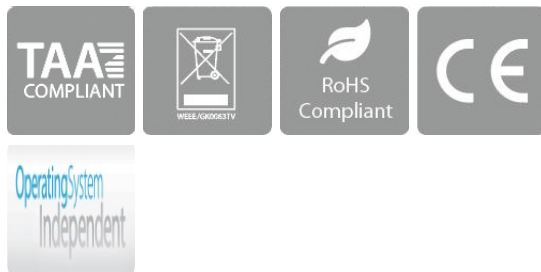 TAA
COMPLIANT
WEEE/GK0063TV
RoHS
Compliant
CE
OperatingSystem
Independent